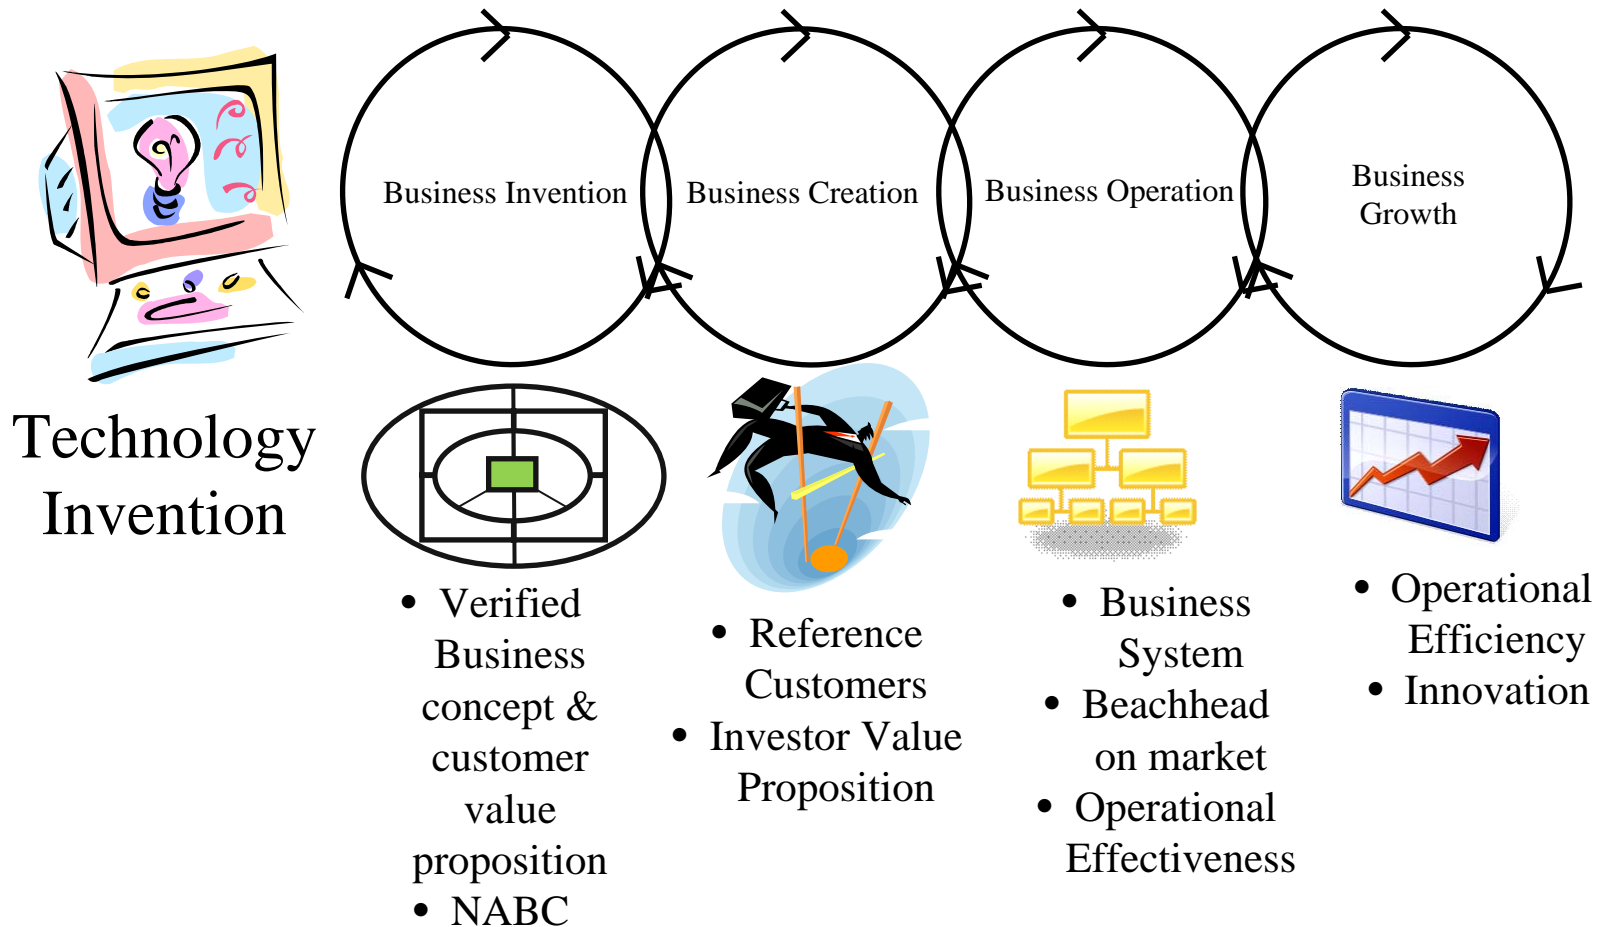 Business Invention
Business Creation
Business Operation
Business
Growth
Technology
Invention
• Verified
Business
concept &
customer
value
proposition
• NABC
• Reference
Customers
• Investor Value
Proposition
• Business
System
• Beachhead
on market
• Operational
Effectiveness
• Operational
Efficiency
• Innovation